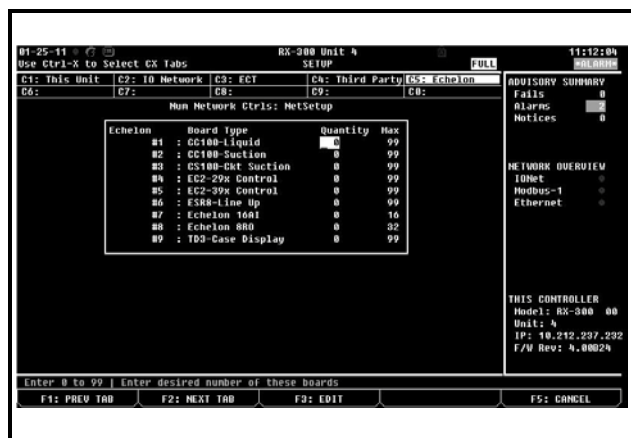 01-25-11 RX-300 Unit 4 11:12:04
Use Ctrl-X to Select CX Tabs SETUP FULL *ALARM*
C1: This Unit C2: IO Network C3: ECT C4: Third Party C5: Echelon
C6: C7: C8: C9: C0:
Num Network Ctrls: NetSetup
Echelon Board Type Quantity Max
#1 : CC100-Liquid 0 99
#2 : CC100-Suction 0 99
#3 : CS100-Ckt Suction 0 99
#4 : EC2-29x Control 0 99
#5 : EC2-39x Control 0 99
#6 : ESR8-Line Up 0 99
#7 : Echelon 16AI 0 16
#8 : Echelon 8RO 0 32
#9 : TD3-Case Display 0 99
ADVISORY SUMMARY
Fails 0
Alarms 2
Notices 0
NETWORK OVERVIEW
IONet
Modbus-1
Ethernet
THIS CONTROLLER
Model: RX-300 00
Unit: 4
IP: 10.212.237.232
F/W Rev: 4.00B24
Enter 0 to 99 | Enter desired number of these boards
F1: PREV TAB F2: NEXT TAB F3: EDIT F5: CANCEL